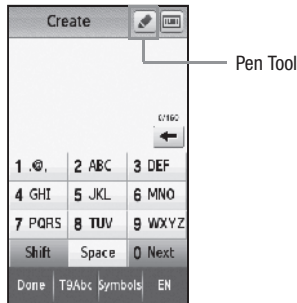 Create
Pen Tool
0/160
1 .@, 2 ABC 3 DEF
4 GHI 5 JKL 6 MNO
7 PQRS 8 TUV 9 WXYZ
Shift Space 0 Next
Done T9Abc Symbols EN